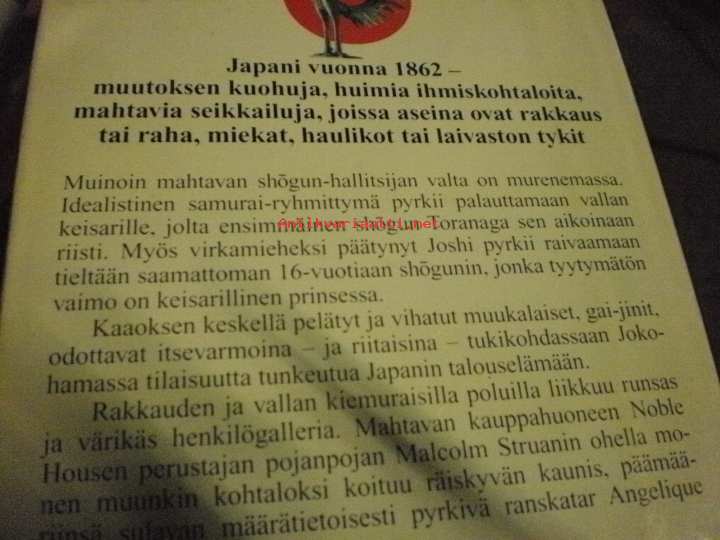 Japani vuonna 1862 –
muutoksen kuohuja, huimia ihmiskohtaloita,
mahtavia seikkailuja, joissa aseina ovat rakkaus
tai raha, miekat, haulikot tai laivaston tykit
Muinoin mahtavan shōgun-hallitsijan valta on murenemassa.
Idealistinen samurai-ryhmittymä pyrkii palauttamaan vallan
keisarille, jolta ensimmäinen shōgun Toranaga sen aikoinaan
riisti. Myös virkamieheksi päätynyt Joshi pyrkii raivaamaan
tieltään saamattoman 16-vuotiaan shōgunin, jonka tyytymätön
vaimo on keisarillinen prinsessa.
Kaaoksen keskellä pelätyt ja vihatut muukalaiset, gai-jinit,
odottavat itsevarmoina – ja riitaisina – tukikohdassaan Joko-
hamassa tilaisuutta tunkeutua Japanin talouselämään.
Rakkauden ja vallan kiemuraisilla poluilla liikkuu runsas
ja värikäs henkilögalleria. Mahtavan kauppahuoneen Noble
Housen perustajan pojanpojan Malcolm Struanin ohella mo-
nen muunkin kohtaloksi koituu räiskyvän kaunis, päämää-
riinsä sulavan määrätietoisesti pyrkivä ranskatar Angelique